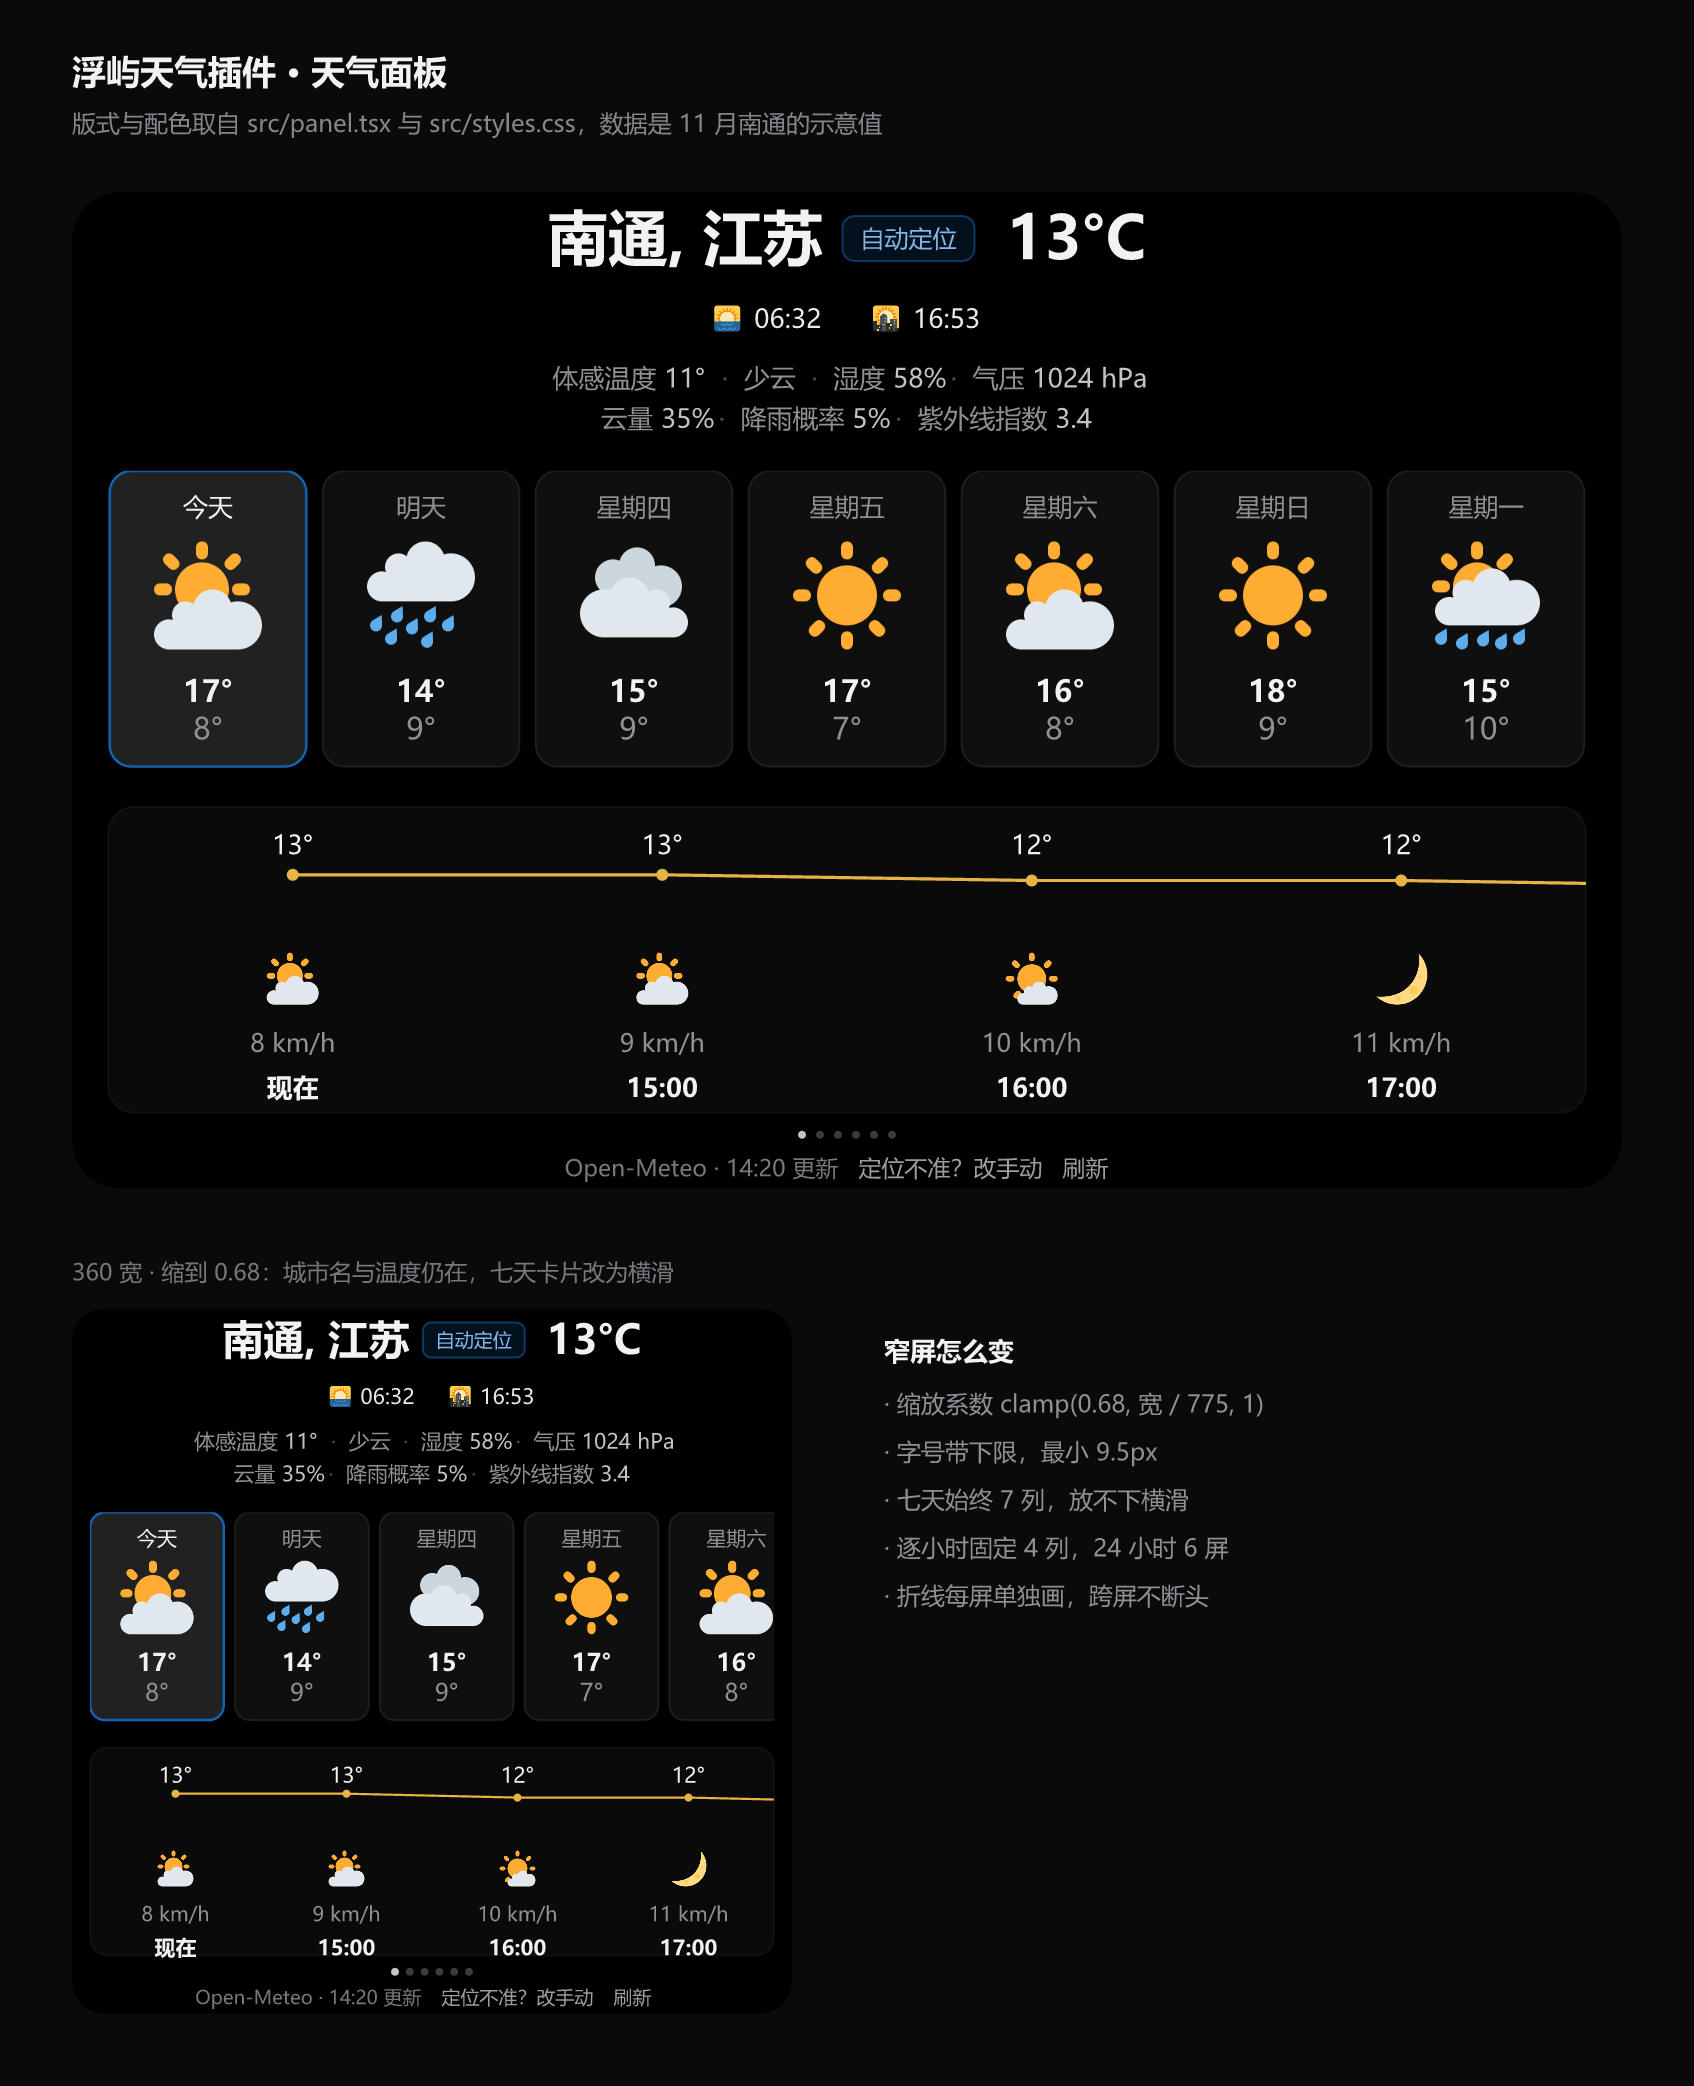 浮屿天气插件 · 天气面板
版式与配色取自 src/panel.tsx 与 src/styles.css，数据是 11 月南通的示意值
南通, 江苏 自动定位 13°C
06:32 16:53
体感温度 11° · 少云 · 湿度 58% · 气压 1024 hPa
云量 35% · 降雨概率 5% · 紫外线指数 3.4
今天 明天 星期四 星期五 星期六 星期日 星期一
17° 14° 15° 17° 16° 18° 15°
8° 9° 9° 7° 8° 9° 10°
13° 13° 12° 12°
8 km/h 9 km/h 10 km/h 11 km/h
现在 15:00 16:00 17:00
Open-Meteo · 14:20 更新 定位不准？改手动 刷新
360 宽 · 缩到 0.68：城市名与温度仍在，七天卡片改为横滑
南通, 江苏 自动定位 13°C
06:32 16:53
体感温度 11° · 少云 · 湿度 58% · 气压 1024 hPa
云量 35% · 降雨概率 5% · 紫外线指数 3.4
今天 明天 星期四 星期五 星期六
17° 14° 15° 17° 16°
8° 9° 9° 7° 8°
13° 13° 12° 12°
8 km/h 9 km/h 10 km/h 11 km/h
现在 15:00 16:00 17:00
Open-Meteo · 14:20 更新 定位不准？改手动 刷新
窄屏怎么变
· 缩放系数 clamp(0.68, 宽 / 775, 1)
· 字号带下限，最小 9.5px
· 七天始终 7 列，放不下横滑
· 逐小时固定 4 列，24 小时 6 屏
· 折线每屏单独画，跨屏不断头